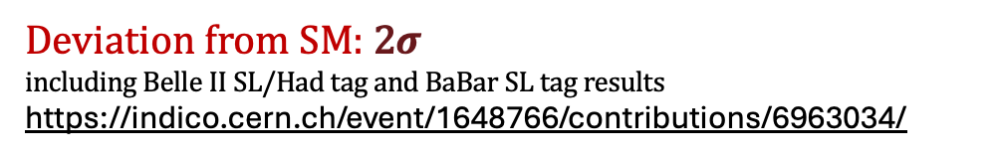 Deviation from SM: 2σ
including Belle II SL/Had tag and BaBar SL tag results
https://indico.cern.ch/event/1648766/contributions/6963034/